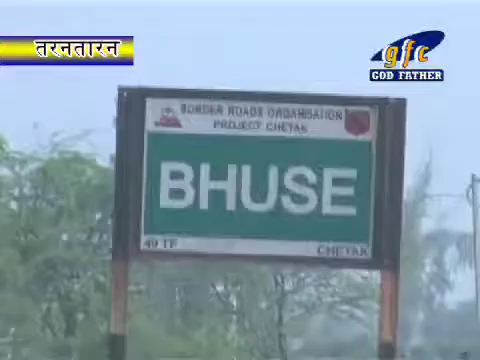 तरनतारन
gfc
GOD FATHER
BORDER ROADS ORGANISATION
PROJECT CHETAK
BHUSE
49 TF CHETAK